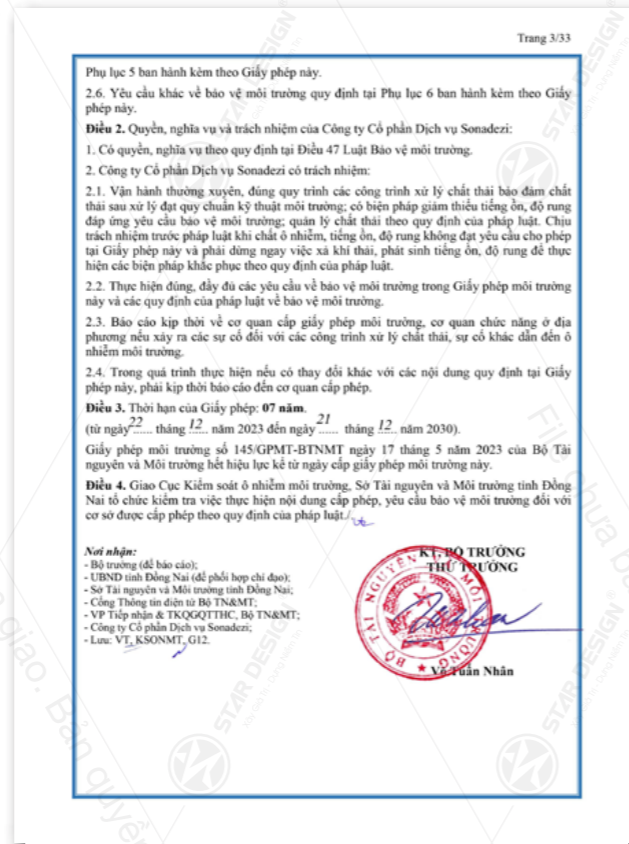 Trang 3/33
Phụ lục 5 ban hành kèm theo Giấy phép này.
2.6. Yêu cầu khác về bảo vệ môi trường quy định tại Phụ lục 6 ban hành kèm theo Giấy
phép này.
Điều 2. Quyền, nghĩa vụ và trách nhiệm của Công ty Cổ phần Dịch vụ Sonadezi:
1. Có quyền, nghĩa vụ theo quy định tại Điều 47 Luật Bảo vệ môi trường.
2. Công ty Cổ phần Dịch vụ Sonadezi có trách nhiệm:
2.1. Vận hành thường xuyên, đúng quy trình các công trình xử lý chất thải bảo đảm chất
thải sau xử lý đạt quy chuẩn kỹ thuật môi trường; có biện pháp giảm thiểu tiếng ồn, độ rung
đáp ứng yêu cầu bảo vệ môi trường; quản lý chất thải theo quy định của pháp luật. Chịu
trách nhiệm trước pháp luật khi chất ô nhiễm, tiếng ồn, độ rung không đạt yêu cầu cho phép
tại Giấy phép này và phải dừng ngay việc xả khí thải, phát sinh tiếng ồn, độ rung để thực
hiện các biện pháp khắc phục theo quy định của pháp luật.
2.2. Thực hiện đúng, đầy đủ các yêu cầu về bảo vệ môi trường trong Giấy phép môi trường
này và các quy định của pháp luật về bảo vệ môi trường.
2.3. Báo cáo kịp thời về cơ quan cấp giấy phép môi trường, cơ quan chức năng ở địa
phương nếu xảy ra các sự cố đối với các công trình xử lý chất thải, sự cố khác dẫn đến ô
nhiễm môi trường.
2.4. Trong quá trình thực hiện nếu có thay đổi khác với các nội dung quy định tại Giấy
phép này, phải kịp thời báo cáo đến cơ quan cấp phép.
Điều 3. Thời hạn của Giấy phép: 07 năm.
(từ ngày 22 tháng 12 năm 2023 đến ngày 21 tháng 12 năm 2030).
Giấy phép môi trường số 145/GPMT-BTNMT ngày 17 tháng 5 năm 2023 của Bộ Tài
nguyên và Môi trường hết hiệu lực kể từ ngày cấp giấy phép môi trường này.
Điều 4. Giao Cục Kiểm soát ô nhiễm môi trường, Sở Tài nguyên và Môi trường tỉnh Đồng
Nai tổ chức kiểm tra việc thực hiện nội dung cấp phép, yêu cầu bảo vệ môi trường đối với
cơ sở được cấp phép theo quy định của pháp luật./.
Nơi nhận:
- Bộ trưởng (để báo cáo);
- UBND tỉnh Đồng Nai (để phối hợp chỉ đạo);
- Sở Tài nguyên và Môi trường tỉnh Đồng Nai;
- Cổng Thông tin điện tử Bộ TN&MT;
- VP Tiếp nhận & TKQGQTTHC, Bộ TN&MT;
- Công ty Cổ phần Dịch vụ Sonadezi;
- Lưu: VT, KSONMT, G12.
KT. BỘ TRƯỞNG
THỨ TRƯỞNG
BỘ TÀI NGUYÊN MÔI TRƯỜNG
Võ Tuấn Nhân
STAR DESIGN
STAR DESIGN
STAR DESIGN